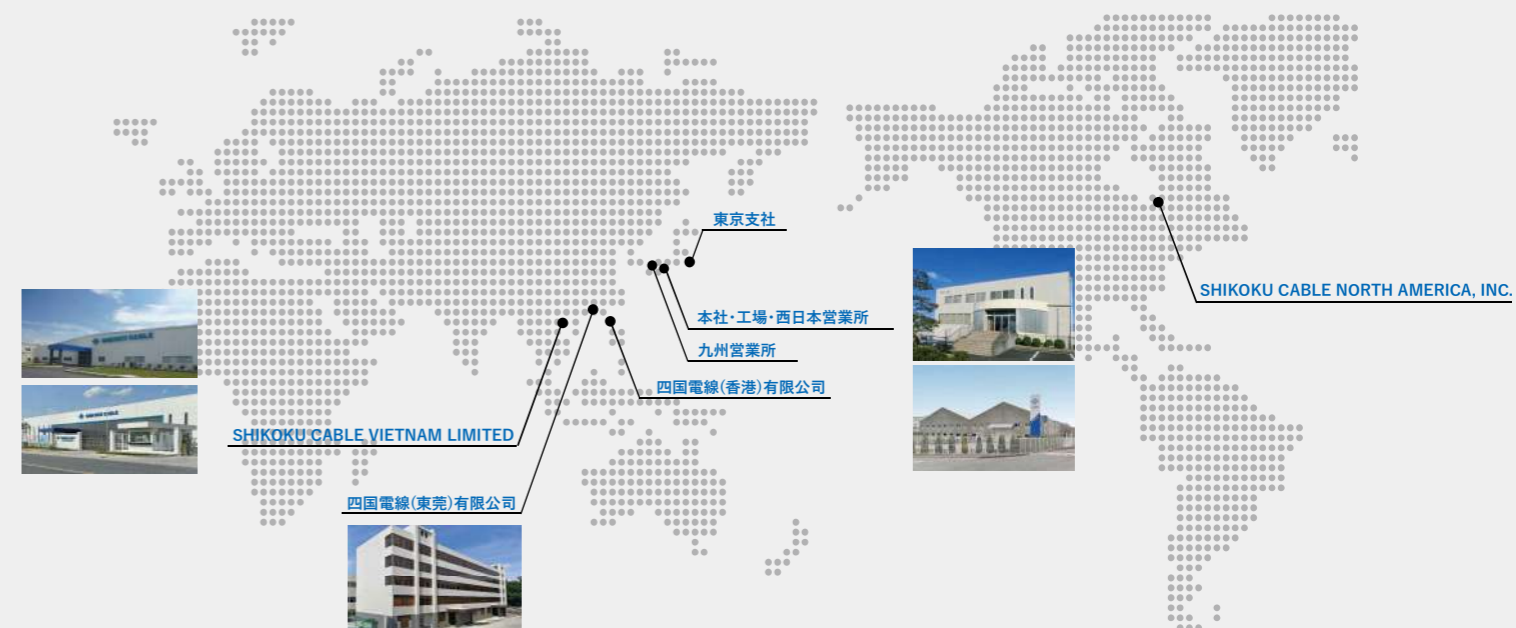 東京支社
SHIKOKU CABLE NORTH AMERICA, INC.
本社・工場・西日本営業所
九州営業所
四国電線(香港)有限公司
SHIKOKU CABLE VIETNAM LIMITED
四国電線(東莞)有限公司